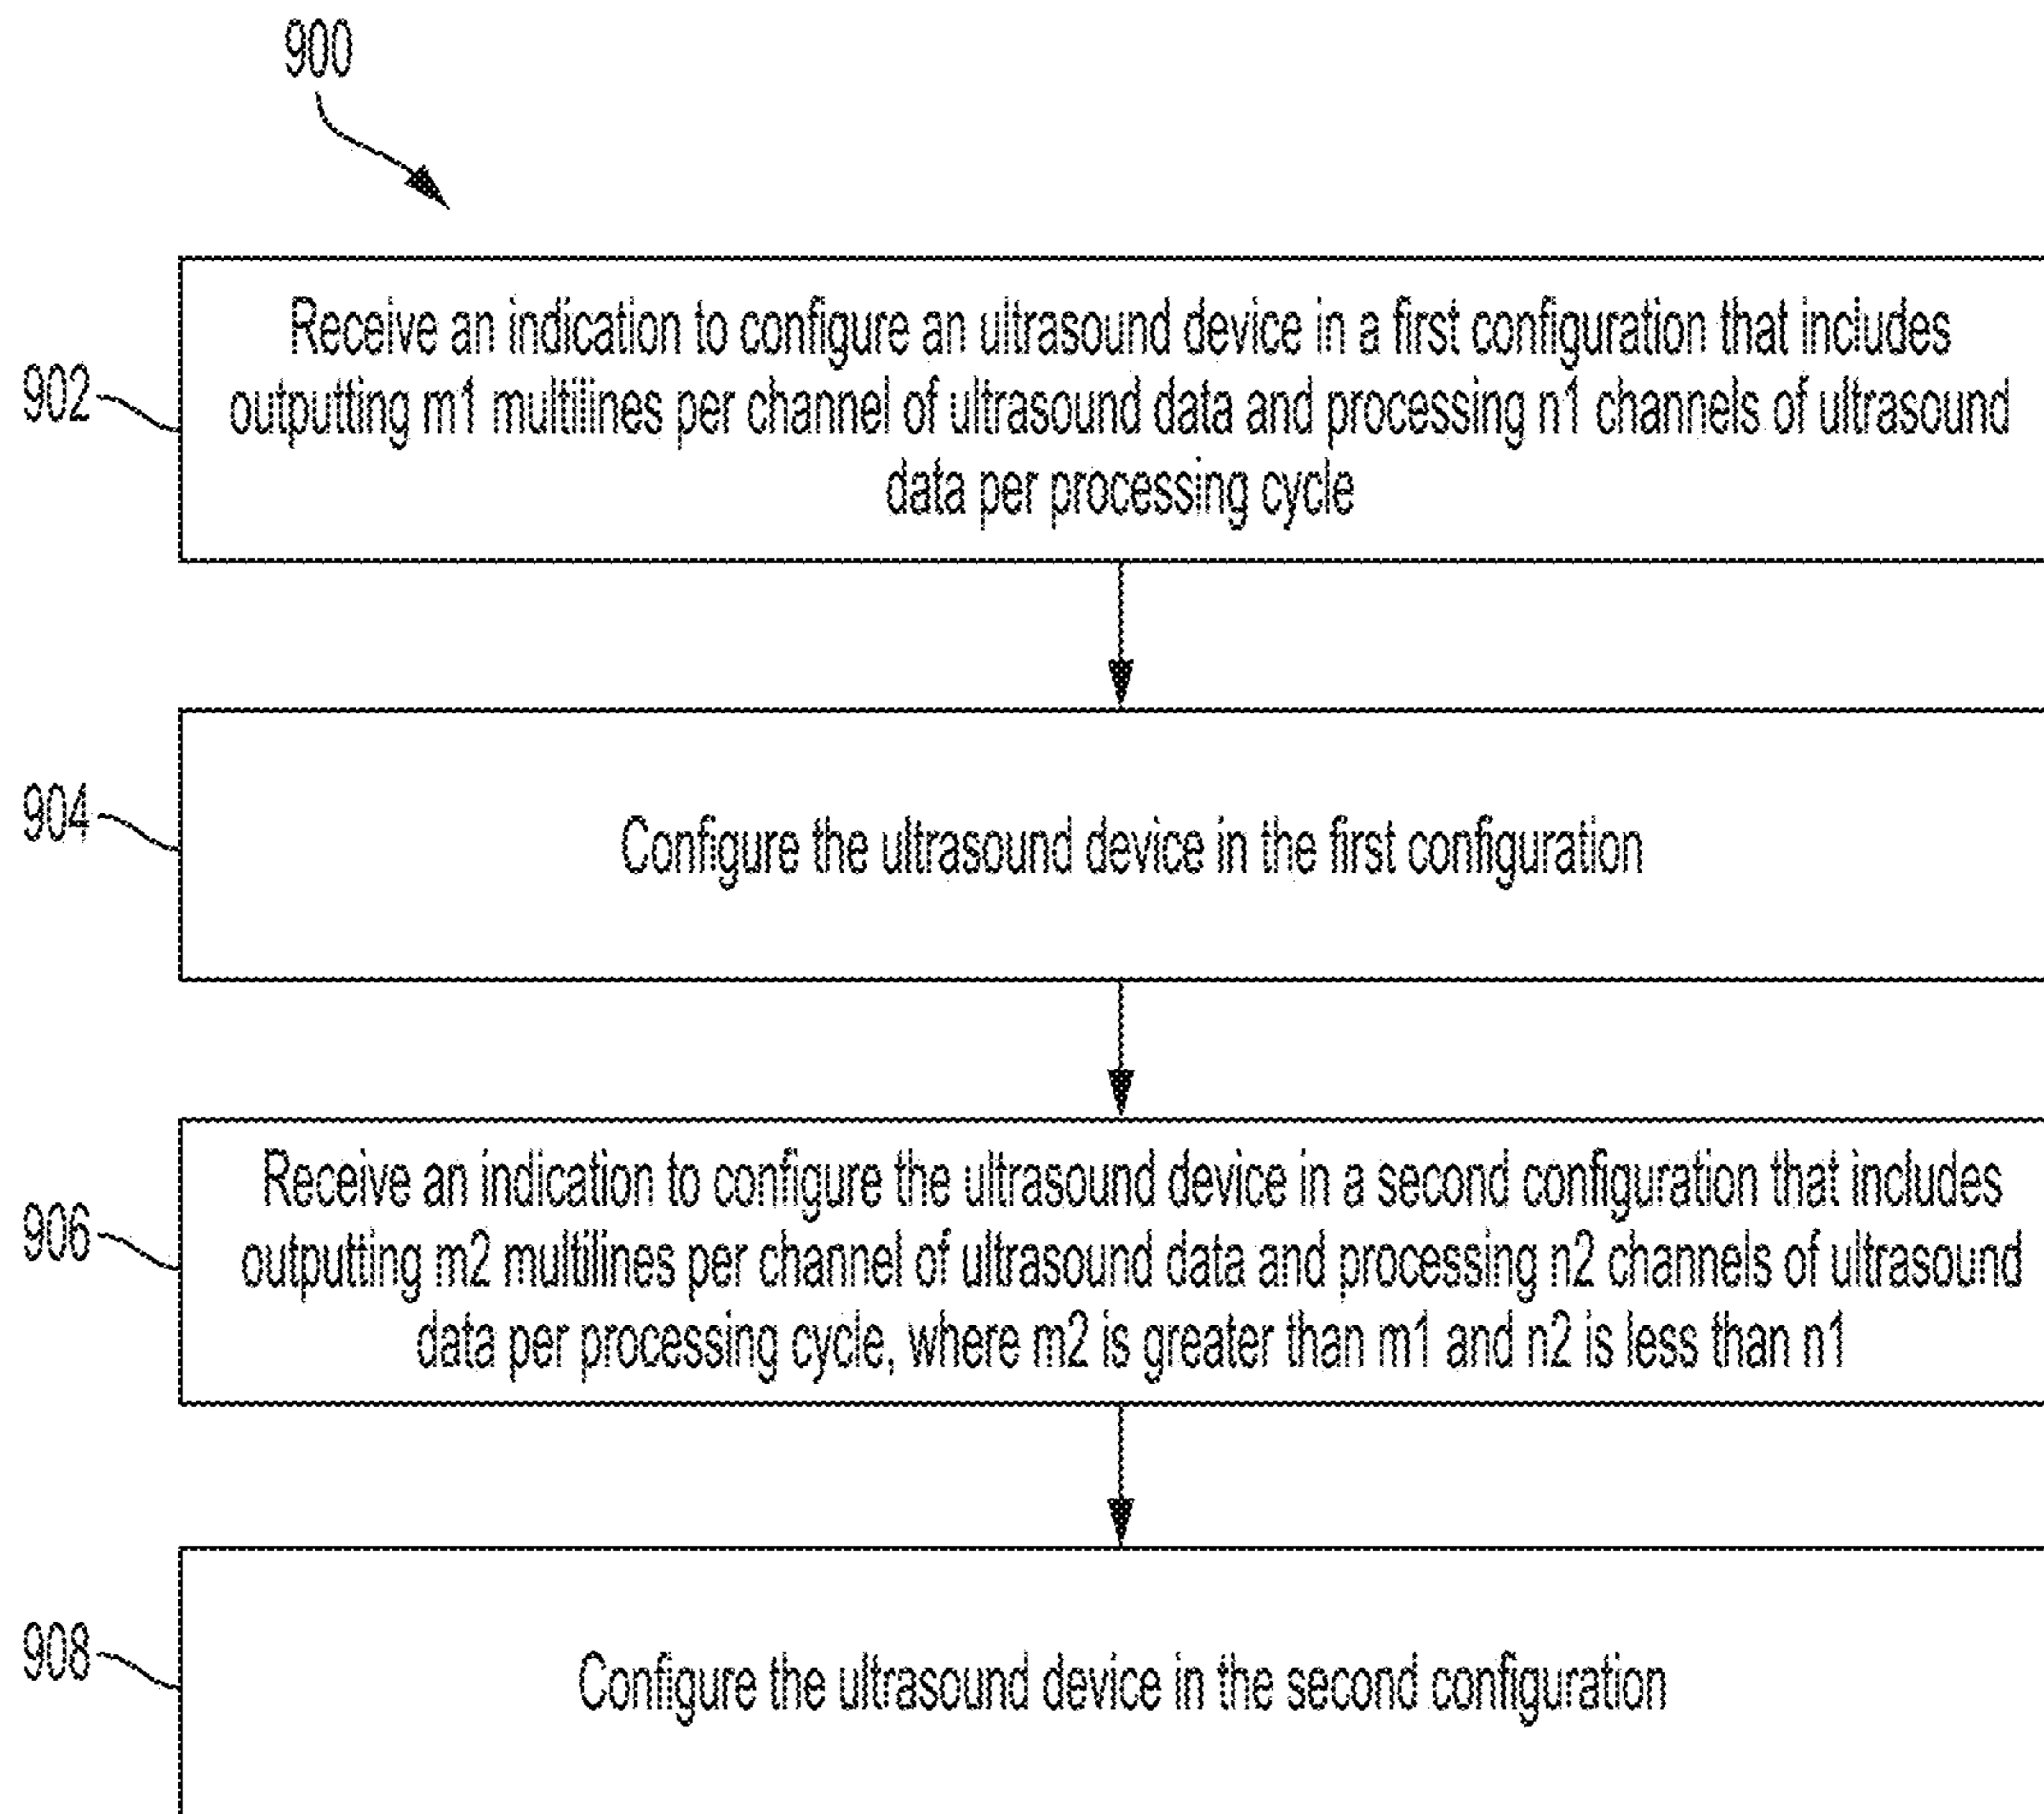 900
902
Receive an indication to configure an ultrasound device in a first configuration that includes
outputting m1 multilines per channel of ultrasound data and processing n1 channels of ultrasound
data per processing cycle
904
Configure the ultrasound device in the first configuration
906
Receive an indication to configure the ultrasound device in a second configuration that includes
outputting m2 multilines per channel of ultrasound data and processing n2 channels of ultrasound
data per processing cycle, where m2 is greater than m1 and n2 is less than n1
908
Configure the ultrasound device in the second configuration